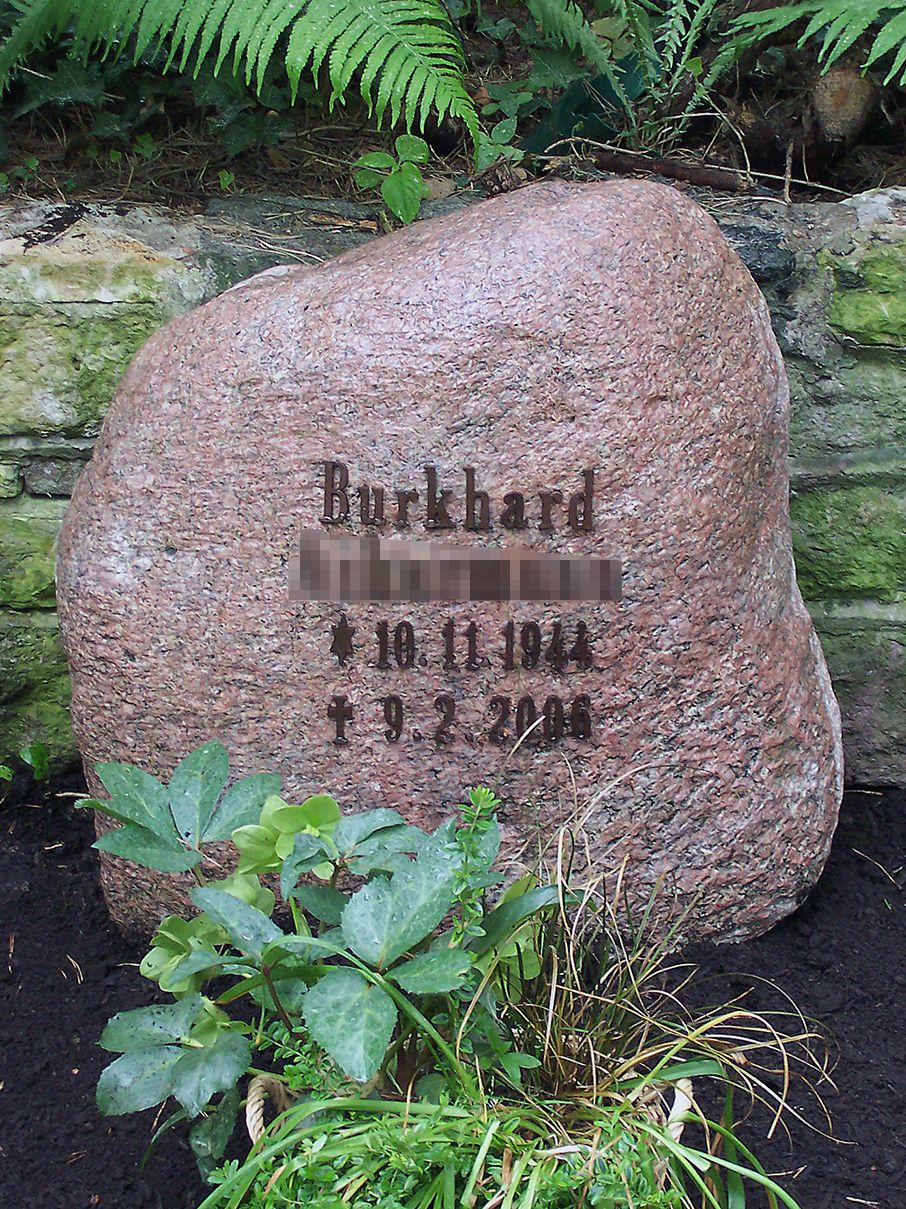 Burkhard
* 10. 11. 1944
† 9. 2. 2006